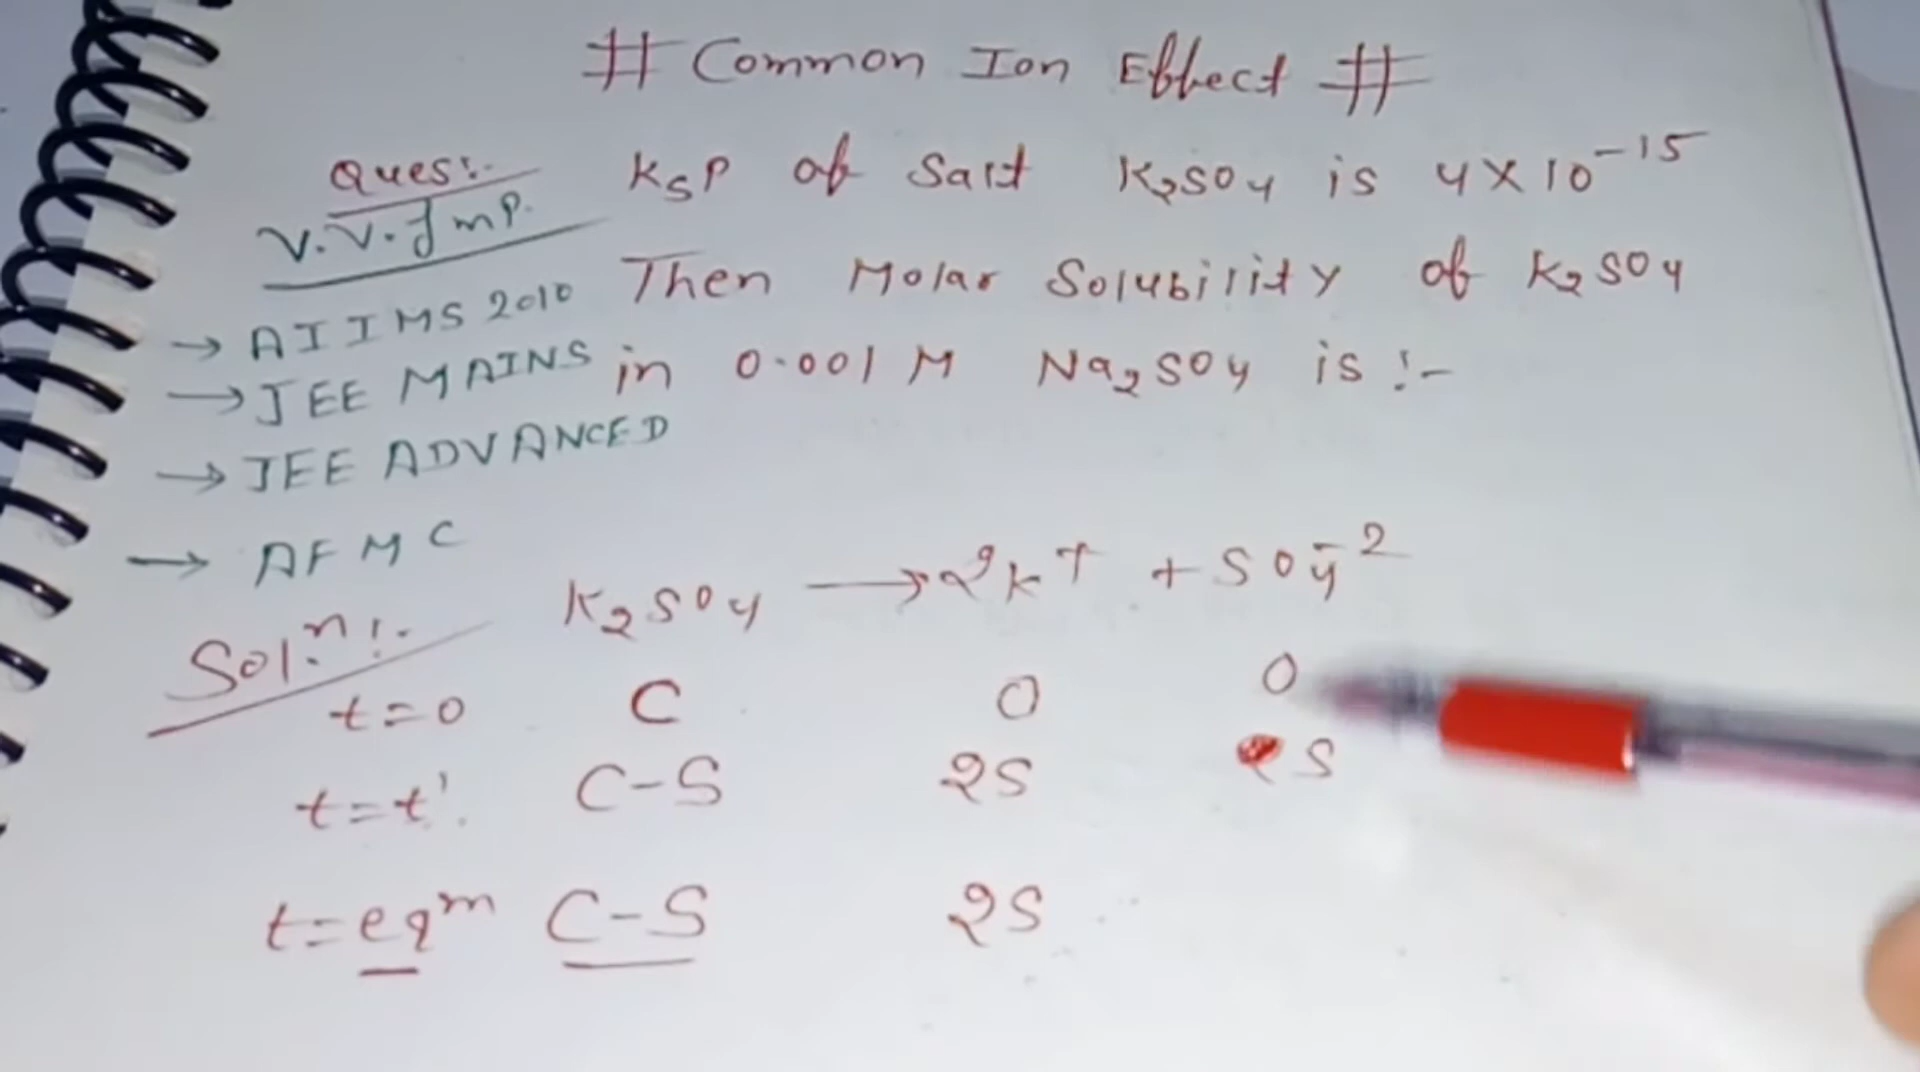 # Common Ion Effect #
Ques:- Ksp of Salt K2SO4 is 4×10^-15
V.V.Imp.
Then Molar Solubility of K2SO4
→ AIIMS 2010
in 0.001 M Na2SO4 is :-
→ JEE MAINS
→ JEE ADVANCED
→ AFMC
Sol.n:-
K2SO4 → 2K+ + SO4^-2
t=0 C 0 0
t=t' C-S 2S S
t=eqm C-S 2S